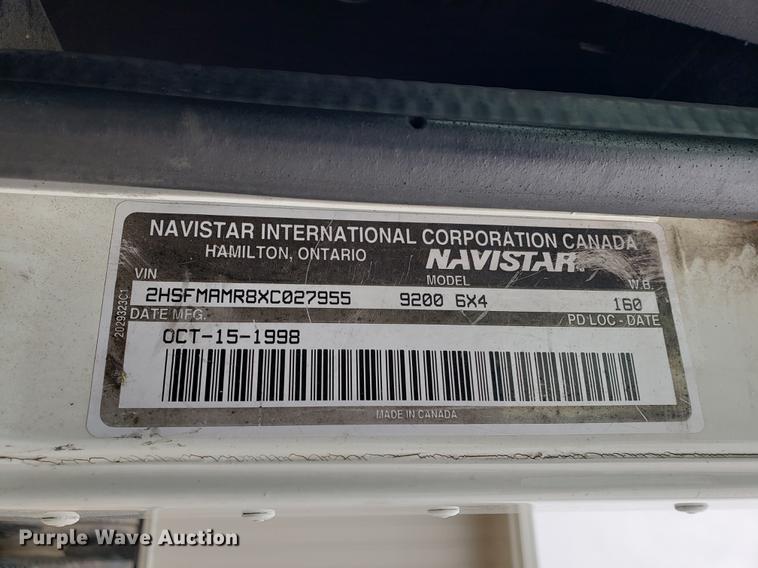 NAVISTAR INTERNATIONAL CORPORATION CANADA
HAMILTON, ONTARIO NAVISTAR
VIN MODEL W.B.
2HSFMAMR8XC027955 9200 6X4 160
DATE MFG. PD LOC - DATE
OCT-15-1998
MADE IN CANADA
2029323C1
Purple Wave Auction